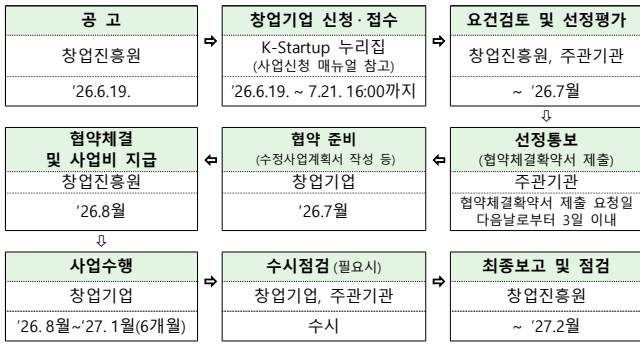 공 고
창업진흥원
'26.6.19.
⇨
창업기업 신청·접수
K-Startup 누리집
(사업신청 매뉴얼 참고)
'26.6.19. ~ 7.21. 16:00까지
⇨
요건검토 및 선정평가
창업진흥원, 주관기관
~ '26.7월
⇩
선정통보
(협약체결확약서 제출)
주관기관
협약체결확약서 제출 요청일
다음날로부터 3일 이내
⇦
협약 준비
(수정사업계획서 작성 등)
창업기업
'26.7월
⇦
협약체결
및 사업비 지급
창업진흥원
'26.8월
⇩
사업수행
창업기업
'26. 8월~'27. 1월(6개월)
⇨
수시점검 (필요시)
창업기업, 주관기관
수시
⇨
최종보고 및 점검
창업진흥원
~ '27.2월